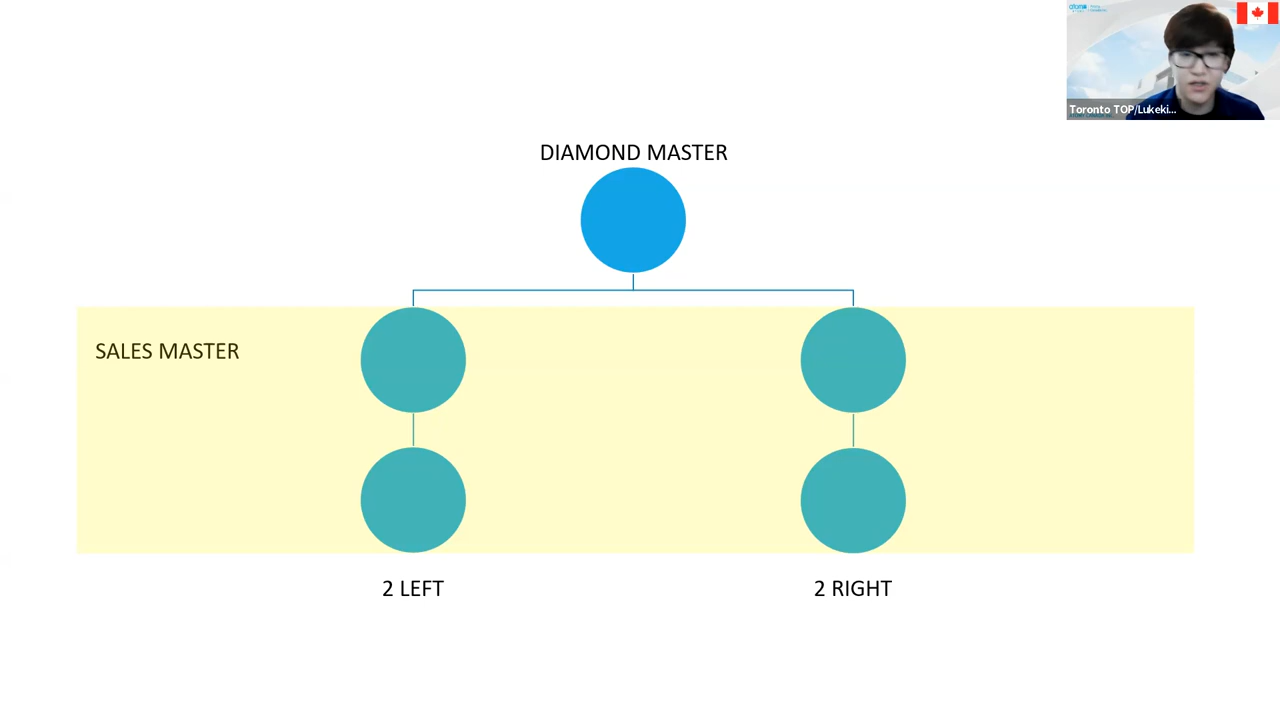 Toronto TOP/Lukeki...
DIAMOND MASTER
SALES MASTER
2 LEFT
2 RIGHT